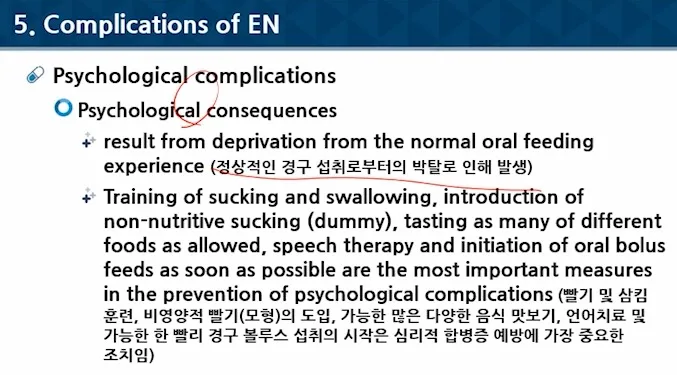 5. Complications of EN
Psychological complications
Psychological consequences
result from deprivation from the normal oral feeding
experience (정상적인 경구 섭취로부터의 박탈로 인해 발생)
Training of sucking and swallowing, introduction of
non-nutritive sucking (dummy), tasting as many of different
foods as allowed, speech therapy and initiation of oral bolus
feeds as soon as possible are the most important measures
in the prevention of psychological complications (빨기 및 삼킴
훈련, 비영양적 빨기(모형)의 도입, 가능한 많은 다양한 음식 맛보기, 언어치료 및
가능한 한 빨리 경구 볼루스 섭취의 시작은 심리적 합병증 예방에 가장 중요한
조치임)